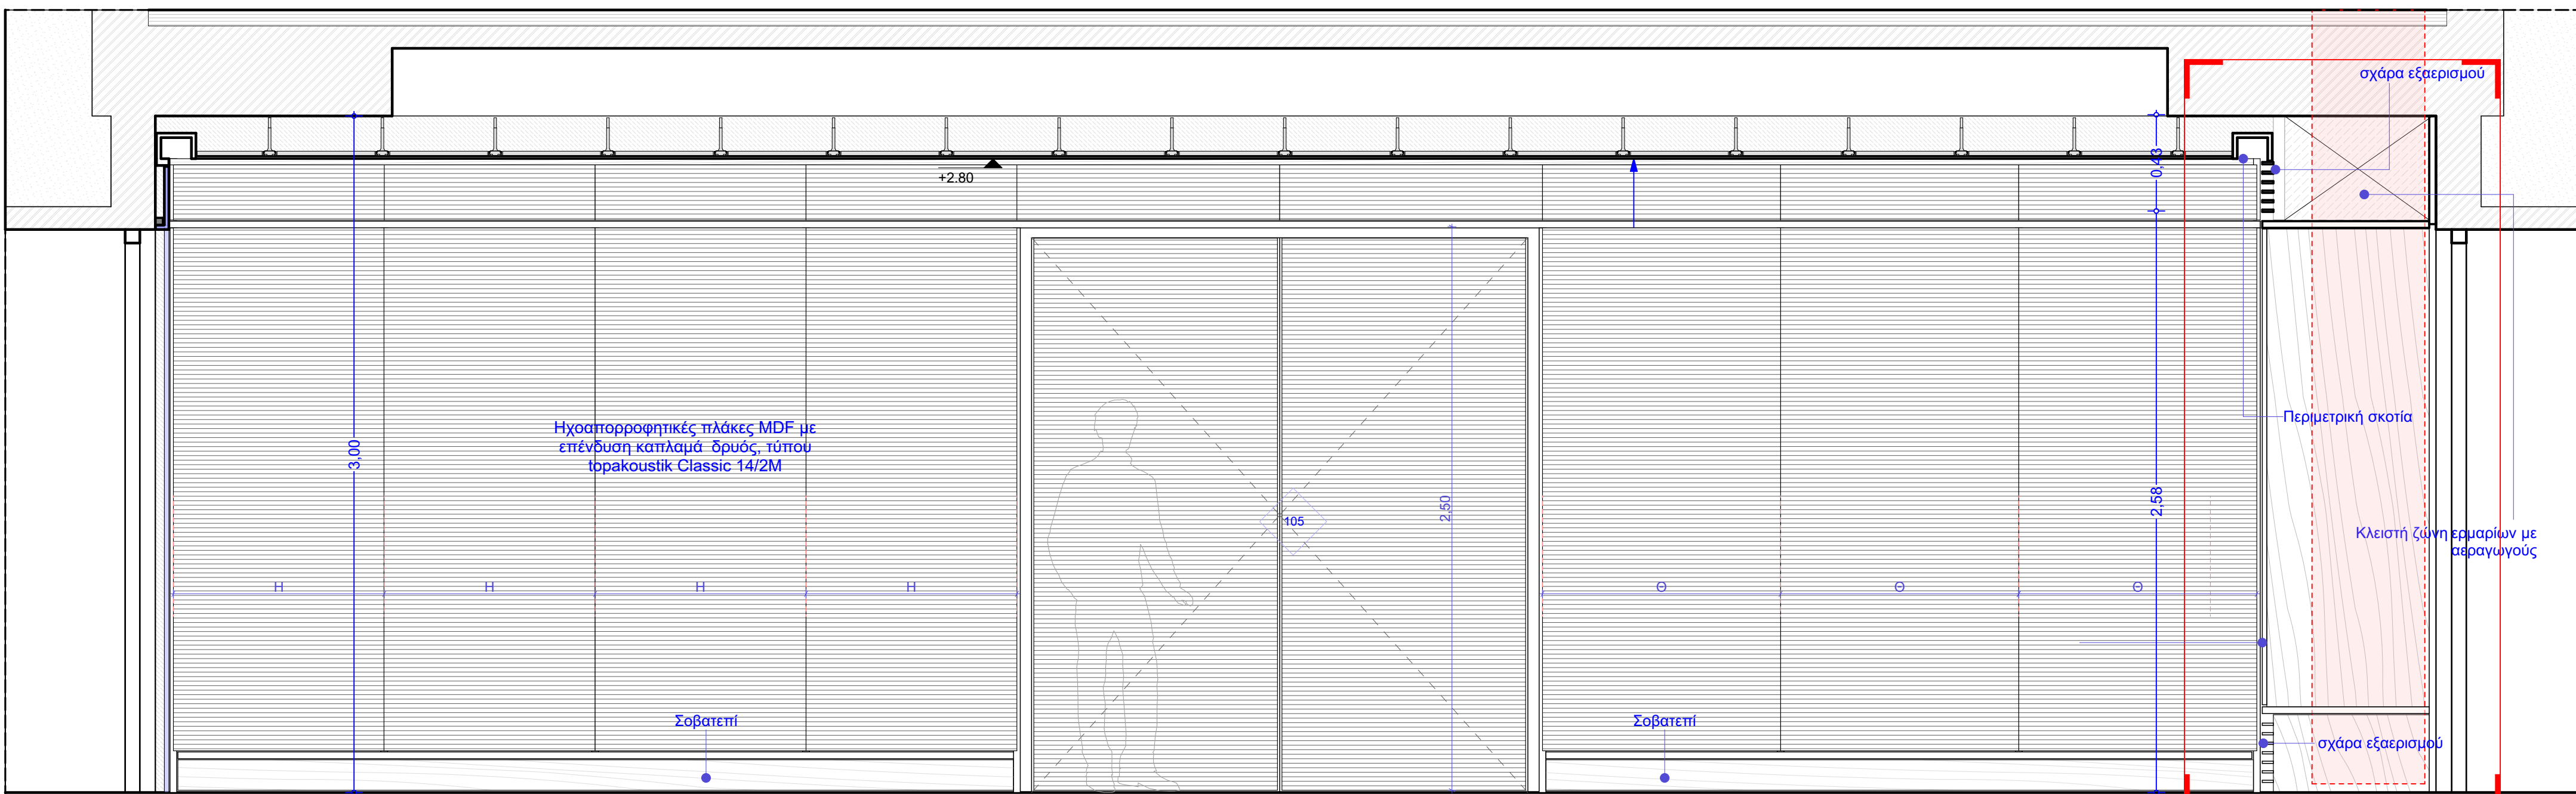 σχάρα εξαερισμού
0,43
+2.80
Περιμετρική σκοτία
Ηχοαπορροφητικές πλάκες MDF με
επένδυση καπλαμά δρυός, τύπου
topakoustik Classic 14/2M
3,00
2,50
2,58
105
Κλειστή ζώνη ερμαρίων με
αεραγωγούς
H H H H Θ Θ Θ
Σοβατεπί
Σοβατεπί
σχάρα εξαερισμού